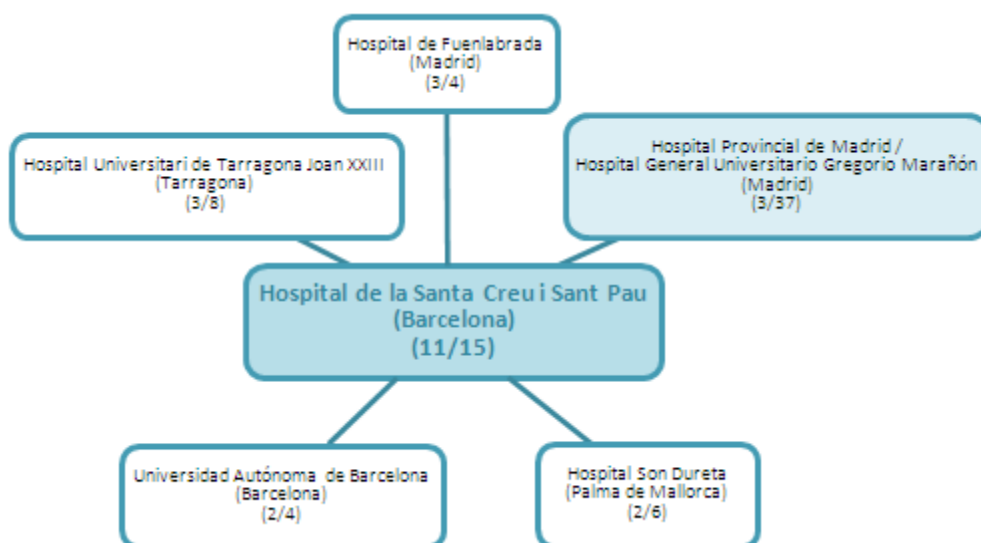 Hospital de Fuenlabrada
(Madrid)
(3/4)
Hospital Universitari de Tarragona Joan XXIII
(Tarragona)
(3/8)
Hospital Provincial de Madrid /
Hospital General Universitario Gregorio Marañón
(Madrid)
(3/37)
Hospital de la Santa Creu i Sant Pau
(Barcelona)
(11/15)
Universidad Autónoma de Barcelona
(Barcelona)
(2/4)
Hospital Son Dureta
(Palma de Mallorca)
(2/6)